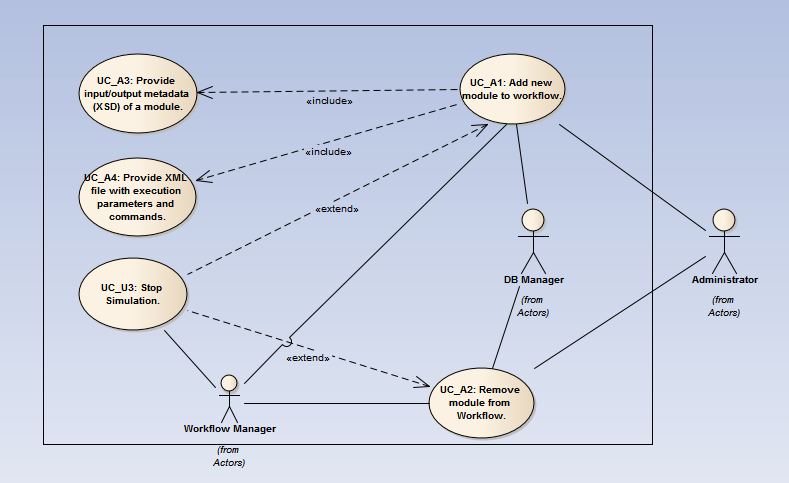 UC_A3: Provide
input/output metadata
(XSD) of a module.
UC_A1: Add new
module to workflow.
«include»
«include»
UC_A4: Provide XML
file with execution
parameters and
commands.
«extend»
UC_U3: Stop
Simulation.
DB Manager
(from
Actors)
Administrator
(from
Actors)
«extend»
UC_A2: Remove
module from
Workflow.
Workflow Manager
(from
Actors)